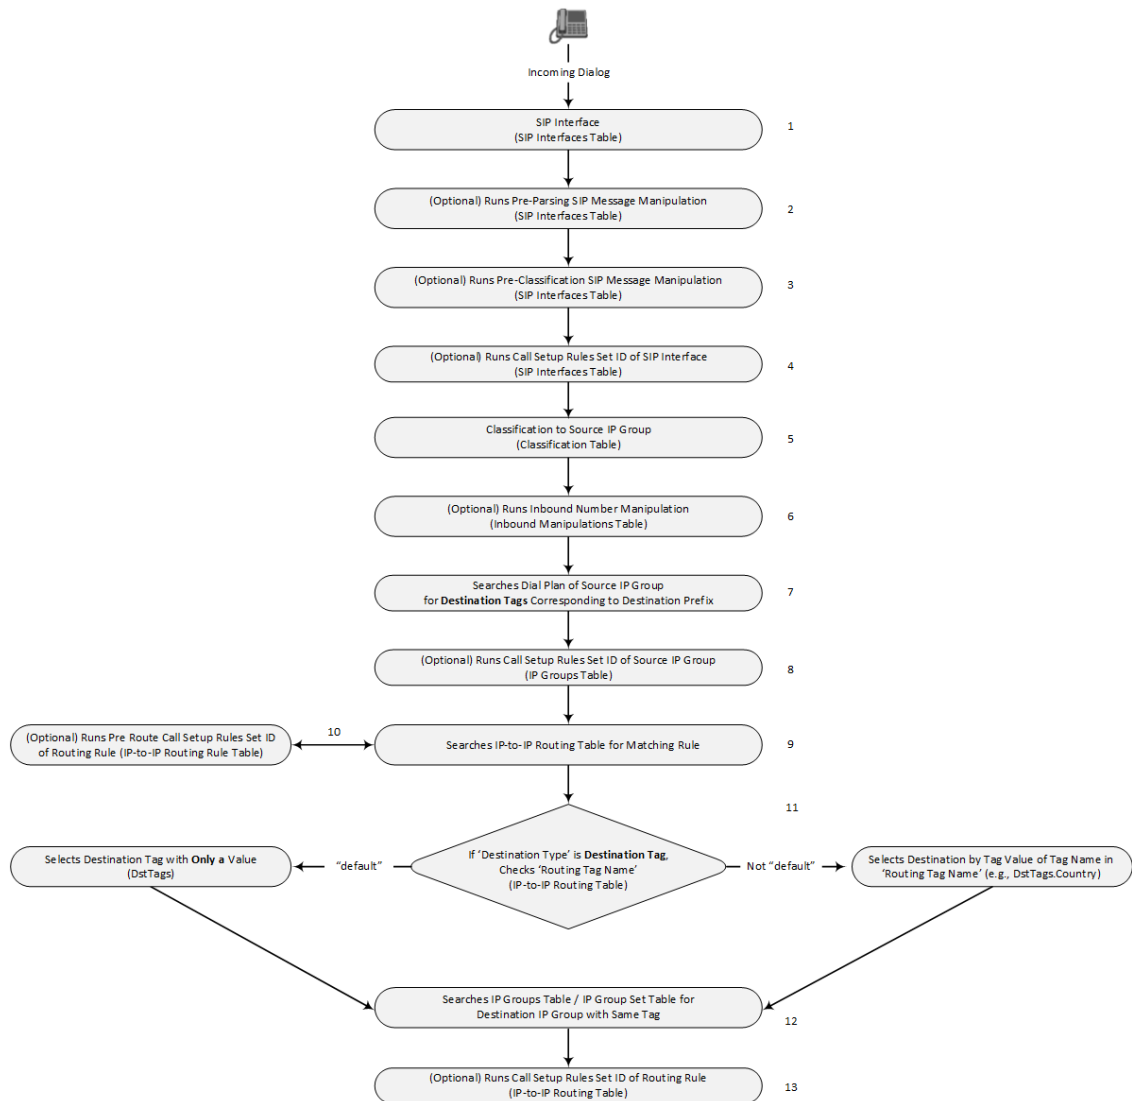 Incoming Dialog
SIP Interface
(SIP Interfaces Table)
1
(Optional) Runs Pre-Parsing SIP Message Manipulation
(SIP Interfaces Table)
2
(Optional) Runs Pre-Classification SIP Message Manipulation
(SIP Interfaces Table)
3
(Optional) Runs Call Setup Rules Set ID of SIP Interface
(SIP Interfaces Table)
4
Classification to Source IP Group
(Classification Table)
5
(Optional) Runs Inbound Number Manipulation
(Inbound Manipulations Table)
6
Searches Dial Plan of Source IP Group
for Destination Tags Corresponding to Destination Prefix
7
(Optional) Runs Call Setup Rules Set ID of Source IP Group
(IP Groups Table)
8
(Optional) Runs Pre Route Call Setup Rules Set ID
of Routing Rule (IP-to-IP Routing Rule Table)
10
Searches IP-to-IP Routing Table for Matching Rule
9
11
If ‘Destination Type’ is Destination Tag,
Checks ‘Routing Tag Name’
(IP-to-IP Routing Table)
“default”
Selects Destination Tag with Only a Value
(DstTags)
Not “default”
Selects Destination by Tag Value of Tag Name in
‘Routing Tag Name’ (e.g., DstTags.Country)
Searches IP Groups Table / IP Group Set Table for
Destination IP Group with Same Tag
12
(Optional) Runs Call Setup Rules Set ID of Routing Rule
(IP-to-IP Routing Table)
13